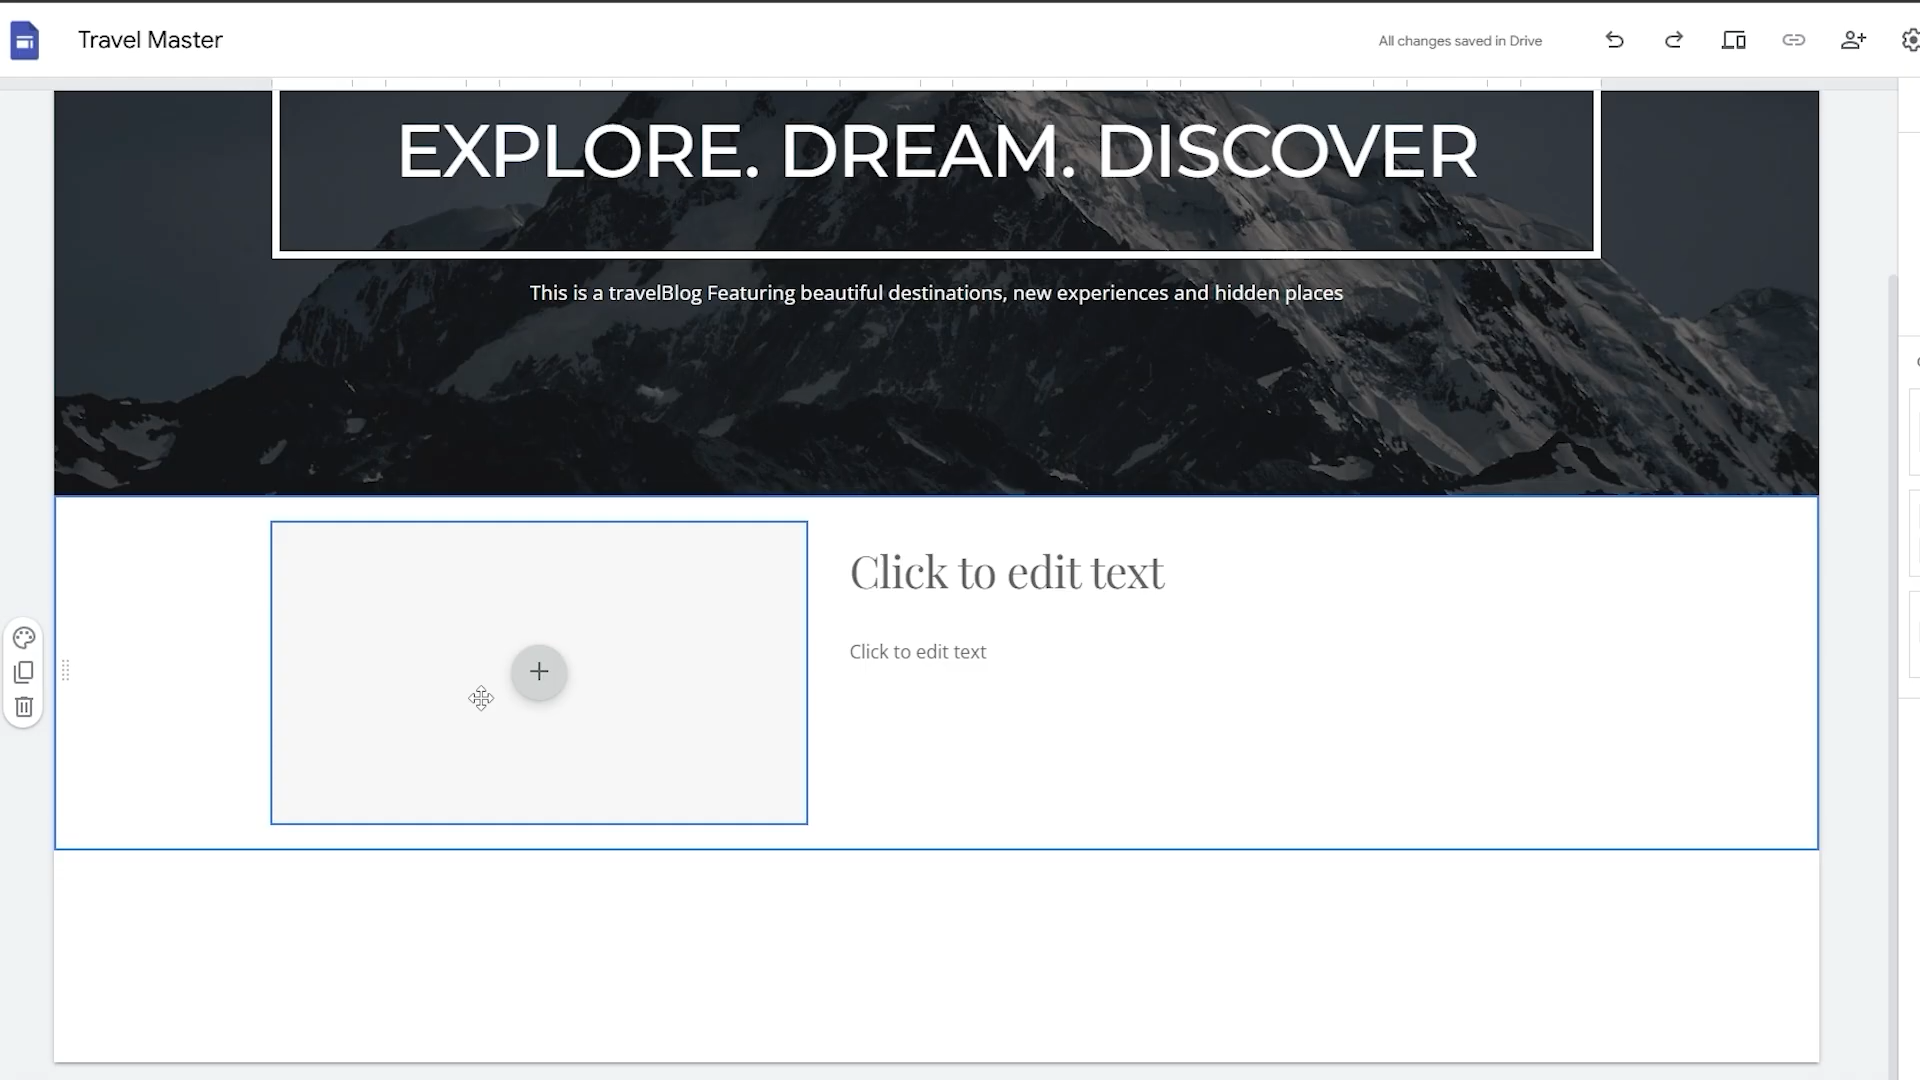 Travel Master
All changes saved in Drive
EXPLORE. DREAM. DISCOVER
This is a travelBlog Featuring beautiful destinations, new experiences and hidden places
Click to edit text
Click to edit text